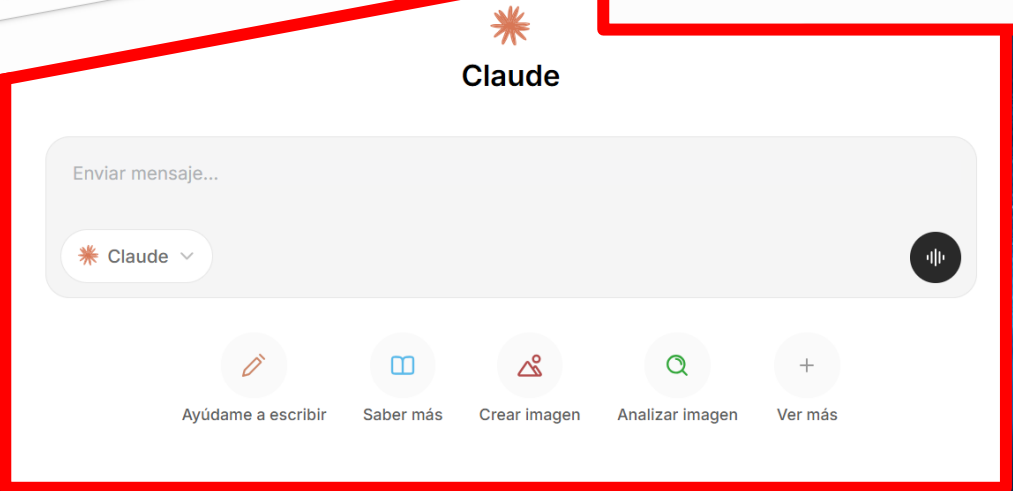 Claude
Enviar mensaje...
Claude
Ayúdame a escribir
Saber más
Crear imagen
Analizar imagen
Ver más